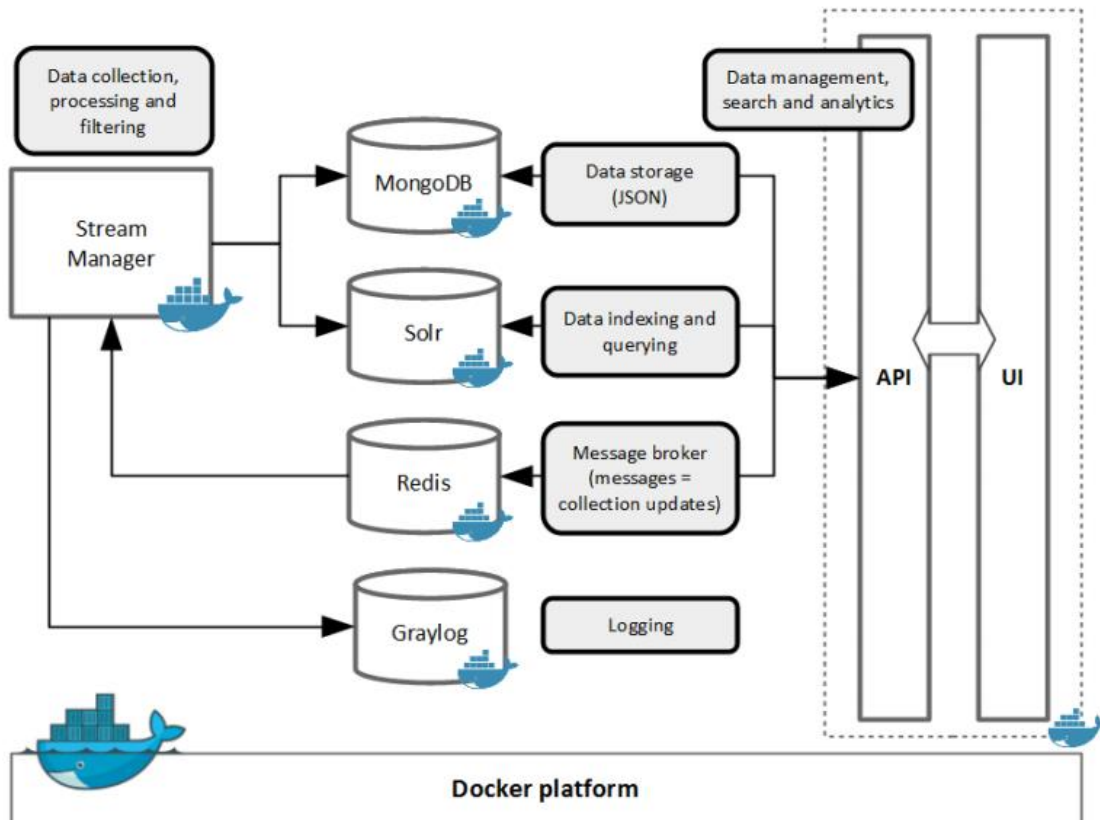 Data collection,
processing and
filtering
Data management,
search and analytics
Stream
Manager
MongoDB
Data storage
(JSON)
Solr
Data indexing and
querying
API
UI
Redis
Message broker
(messages =
collection updates)
Graylog
Logging
Docker platform